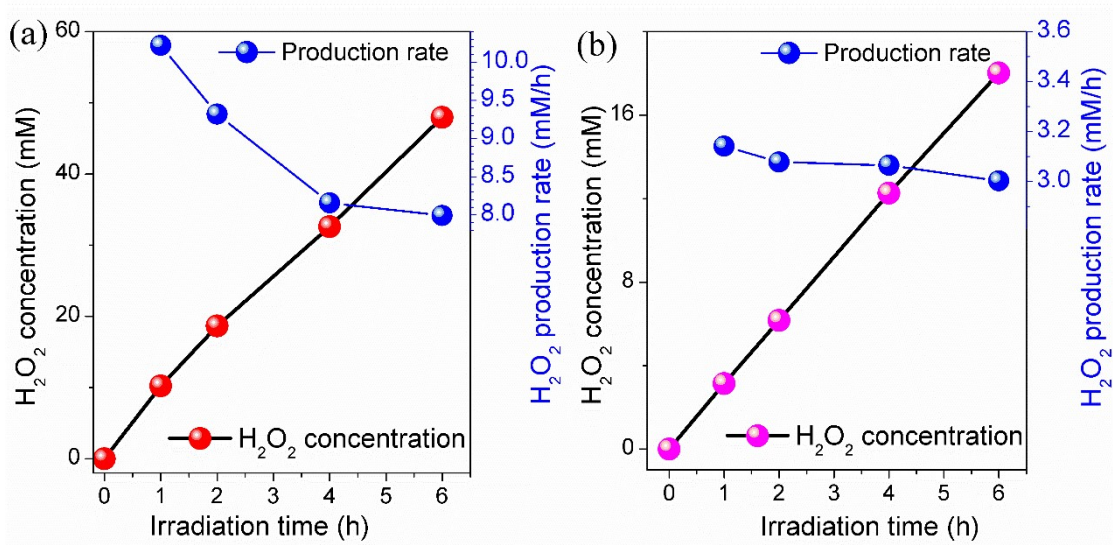 (a)
60
40
20
0
H₂O₂ concentration (mM)
Production rate
10.0
9.5
9.0
8.5
8.0
H₂O₂ production rate (mM/h)
H₂O₂ concentration
0 1 2 3 4 5 6
Irradiation time (h)
(b)
16
8
0
H₂O₂ concentration (mM)
Production rate
3.6
3.4
3.2
3.0
H₂O₂ production rate (mM/h)
H₂O₂ concentration
0 1 2 3 4 5 6
Irradiation time (h)